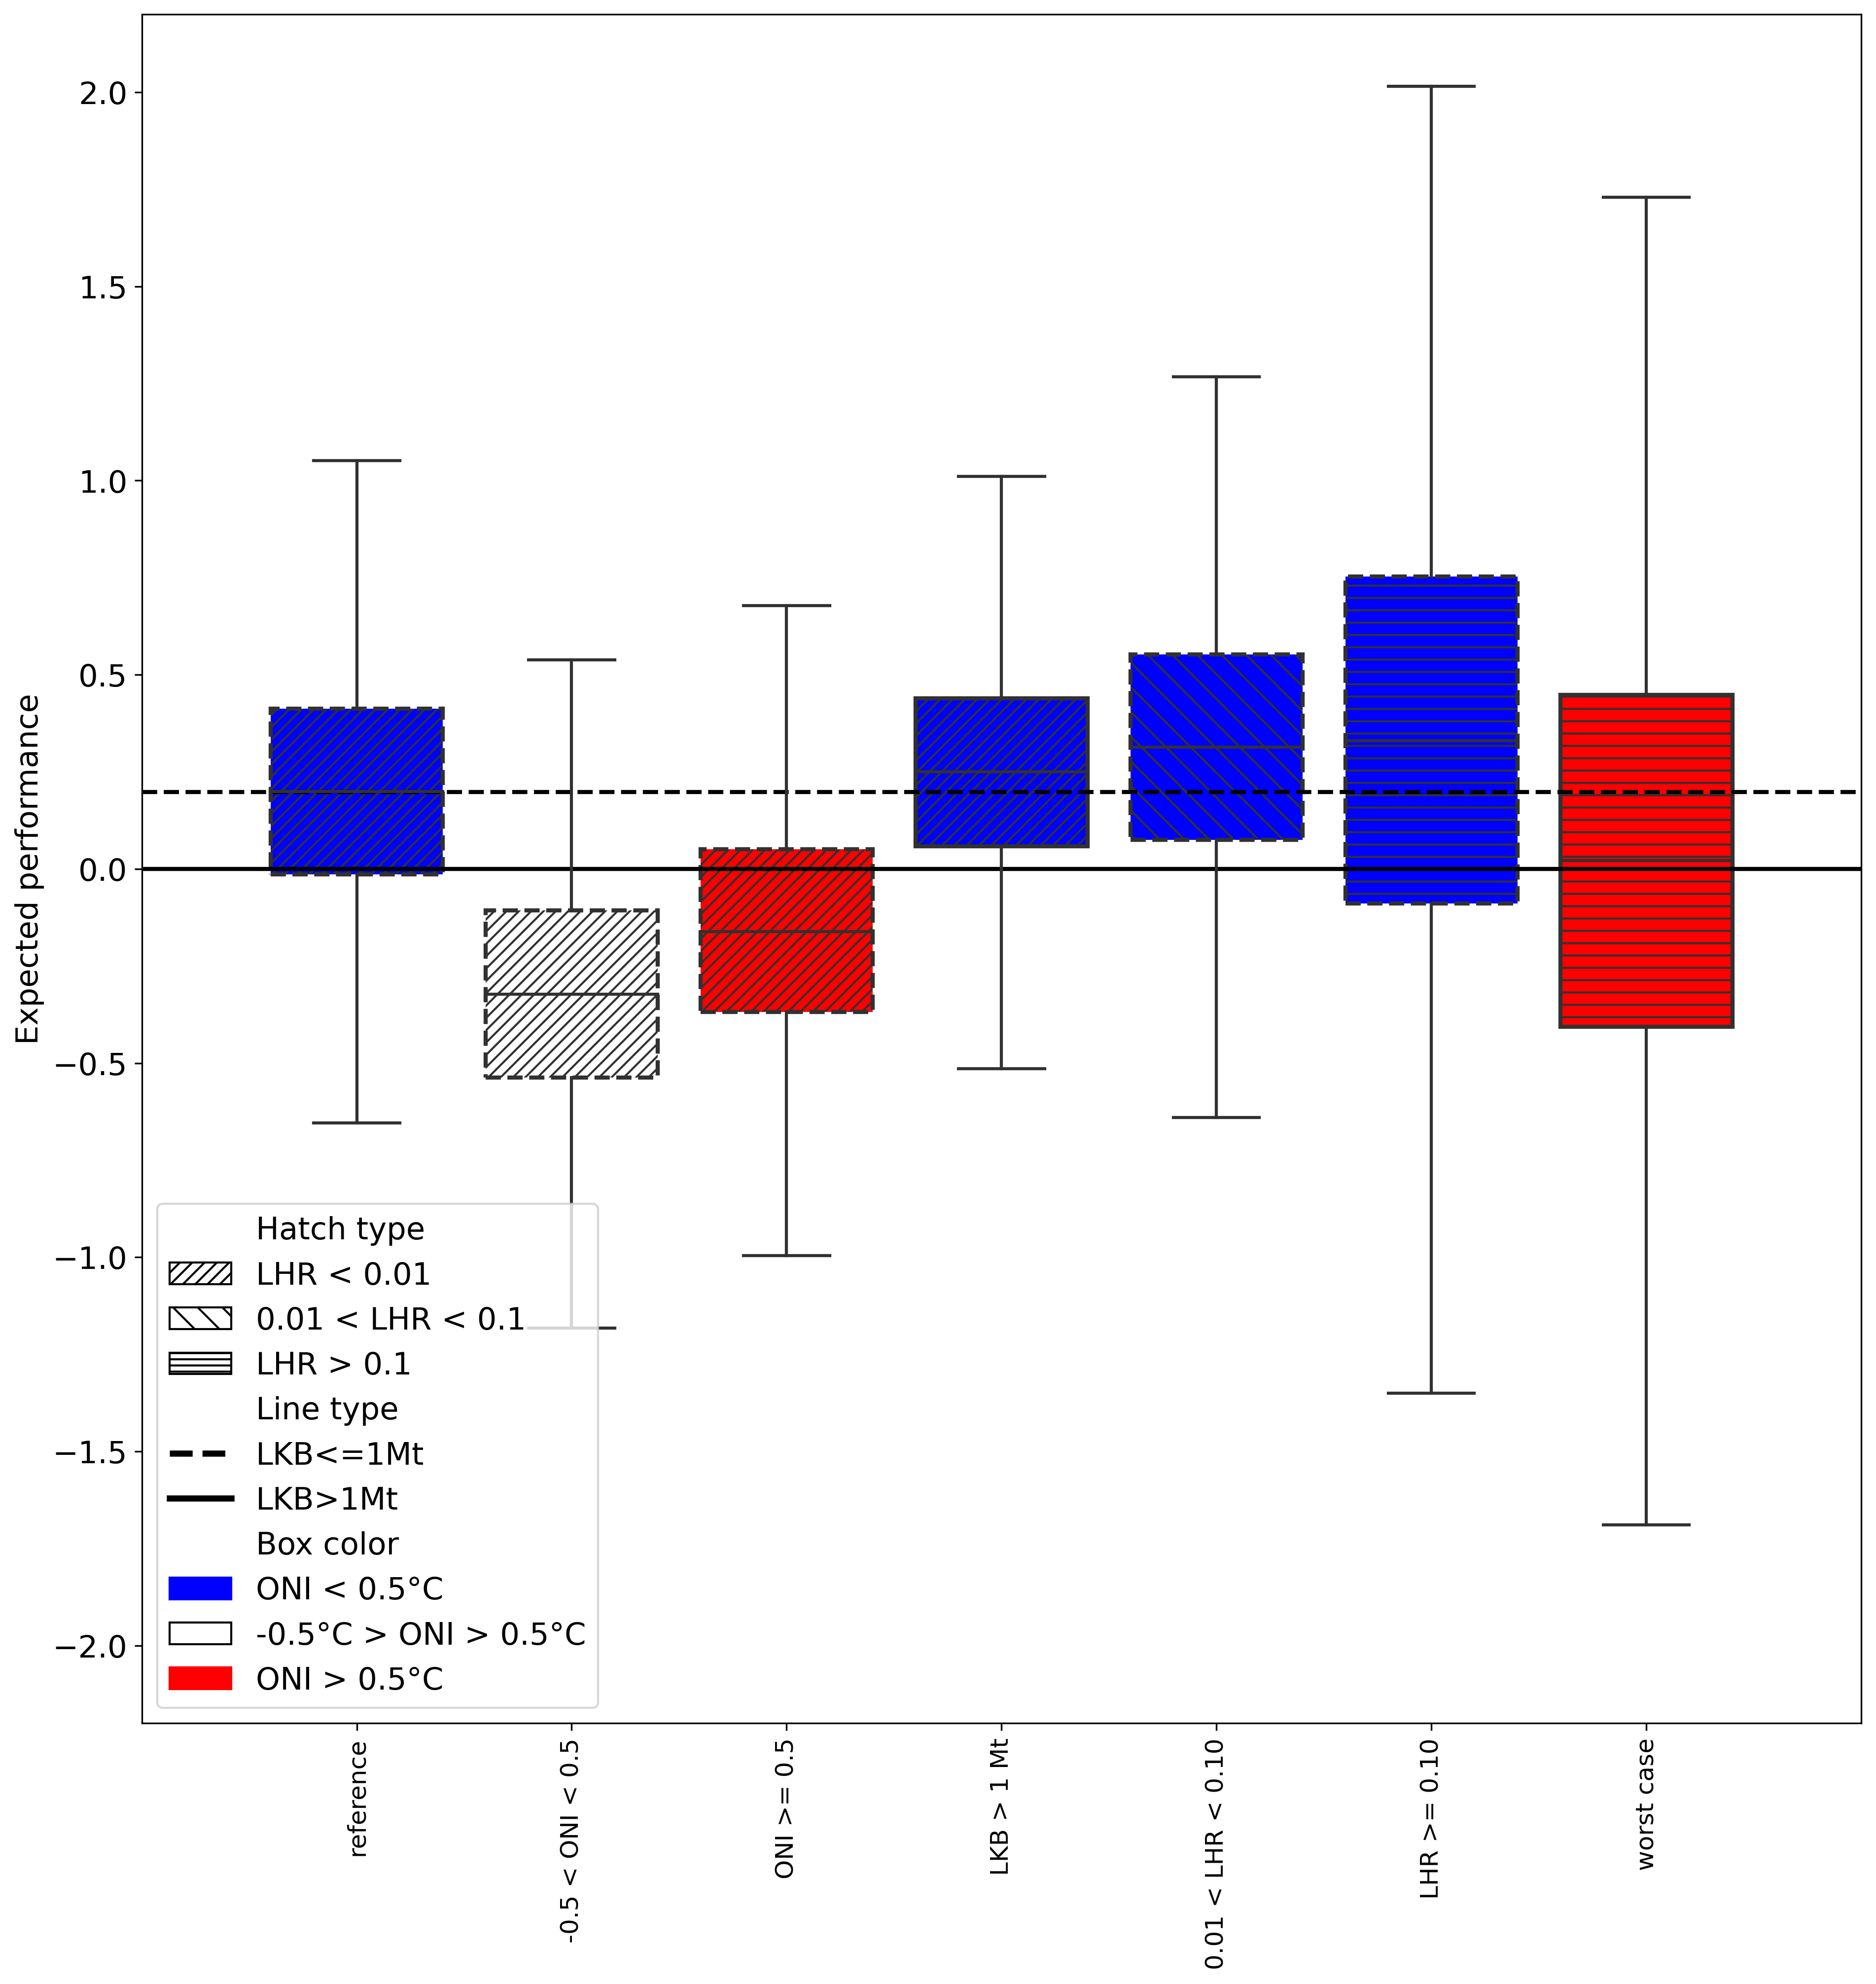 2.0
1.5
1.0
0.5
0.0
−0.5
−1.0
−1.5
−2.0
Expected performance
Hatch type
LHR < 0.01
0.01 < LHR < 0.1
LHR > 0.1
Line type
LKB<=1Mt
LKB>1Mt
Box color
ONI < 0.5°C
-0.5°C > ONI > 0.5°C
ONI > 0.5°C
reference
-0.5 < ONI < 0.5
ONI >= 0.5
LKB > 1 Mt
0.01 < LHR < 0.10
LHR >= 0.10
worst case